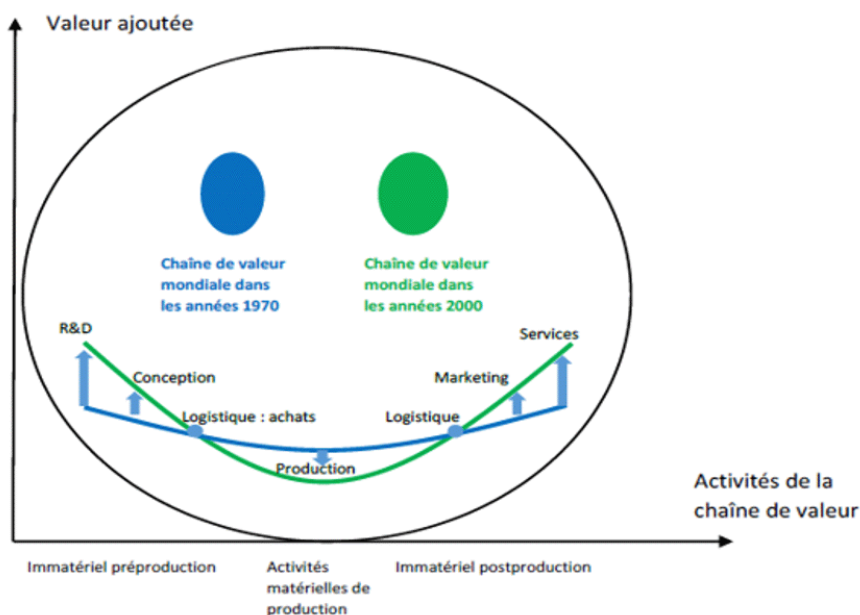 Valeur ajoutée
Chaîne de valeur
mondiale dans
les années 1970
Chaîne de valeur
mondiale dans
les années 2000
R&D
Services
Conception
Marketing
Logistique : achats
Logistique
Production
Activités de la
chaîne de valeur
Immatériel préproduction
Activités
matérielles de
production
Immatériel postproduction